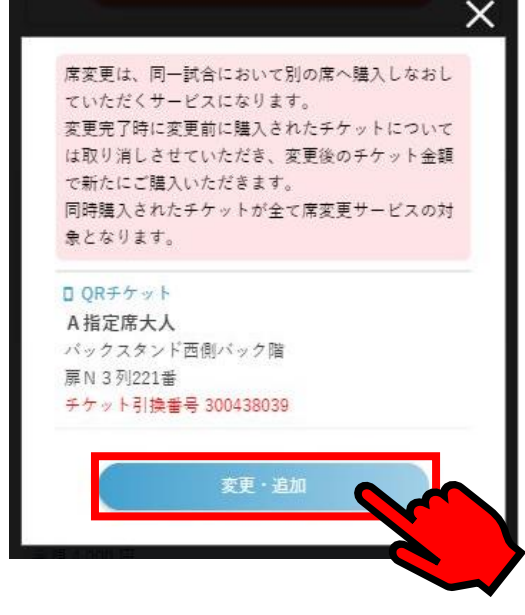 席変更は、同一試合において別の席へ購入しなおし
ていただくサービスになります。
変更完了時に変更前に購入されたチケットについて
は取り消しさせていただき、変更後のチケット金額
で新たにご購入いただきます。
同時購入されたチケットが全て席変更サービスの対
象となります。
QRチケット
A指定席大人
バックスタンド西側バック階
扉N 3列221番
チケット引換番号 300438039
変更・追加